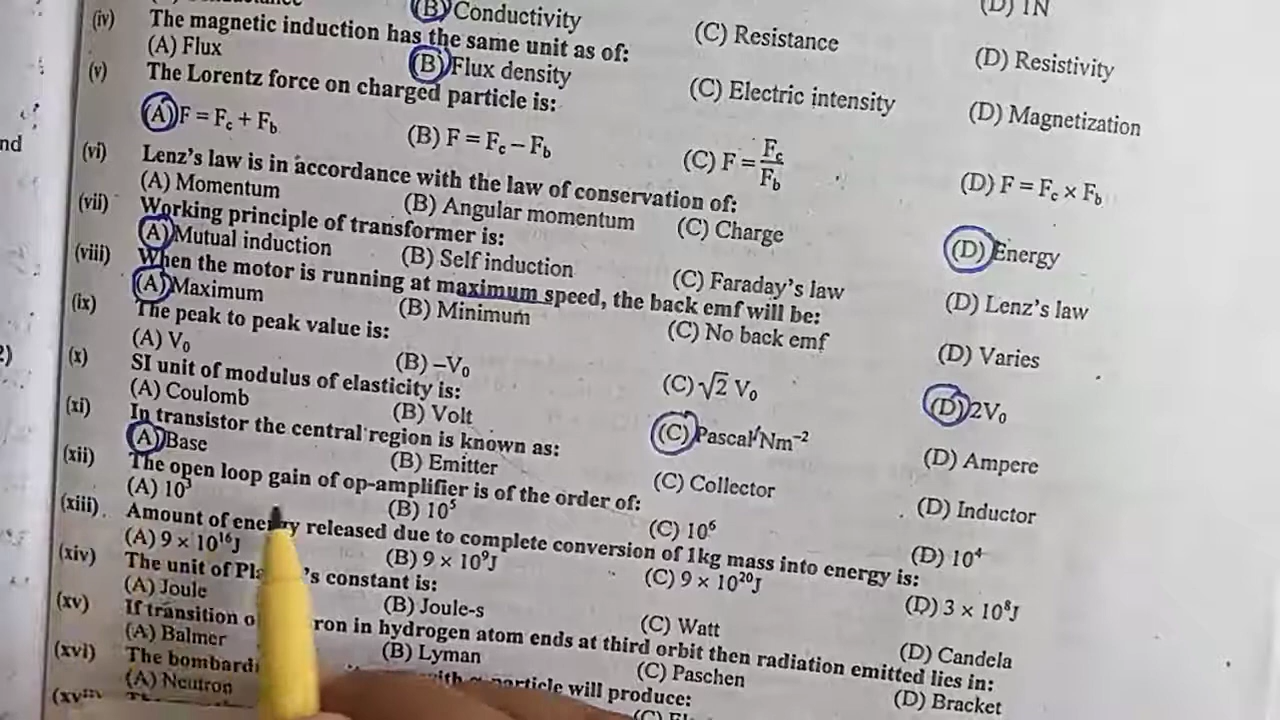 (B) Conductivity (D) IN
(iv) The magnetic induction has the same unit as of: (C) Resistance (D) Resistivity
(A) Flux (B) Flux density (C) Electric intensity (D) Magnetization
(v) The Lorentz force on charged particle is:
(A) F = Fc + Fb (B) F = Fc – Fb (C) F = Fc/Fb (D) F = Fc × Fb
(vi) Lenz's law is in accordance with the law of conservation of:
(A) Momentum (B) Angular momentum (C) Charge (D) Energy
(vii) Working principle of transformer is:
(A) Mutual induction (B) Self induction (C) Faraday's law (D) Lenz's law
(viii) When the motor is running at maximum speed, the back emf will be:
(A) Maximum (B) Minimum (C) No back emf (D) Varies
(ix) The peak to peak value is:
(A) V₀ (B) –V₀ (C) √2 V₀ (D) 2V₀
(x) SI unit of modulus of elasticity is:
(A) Coulomb (B) Volt (C) Pascal/Nm⁻² (D) Ampere
(xi) In transistor the central region is known as:
(A) Base (B) Emitter (C) Collector (D) Inductor
(xii) The open loop gain of op-amplifier is of the order of:
(A) 10³ (B) 10⁵ (C) 10⁶ (D) 10⁴
(xiii). Amount of energy released due to complete conversion of 1kg mass into energy is:
(A) 9 × 10¹⁶J (B) 9 × 10⁹J (C) 9 × 10²⁰J (D) 3 × 10⁸J
(xiv) The unit of 's constant is:
(A) Joule (B) Joule-s (C) Watt (D) Candela
(xv) If transition in hydrogen atom ends at third orbit then radiation emitted lies in:
(A) Balmer (B) Lyman (C) Paschen (D) Bracket
(xvi) The particle will produce:
(A) Neutron
nd